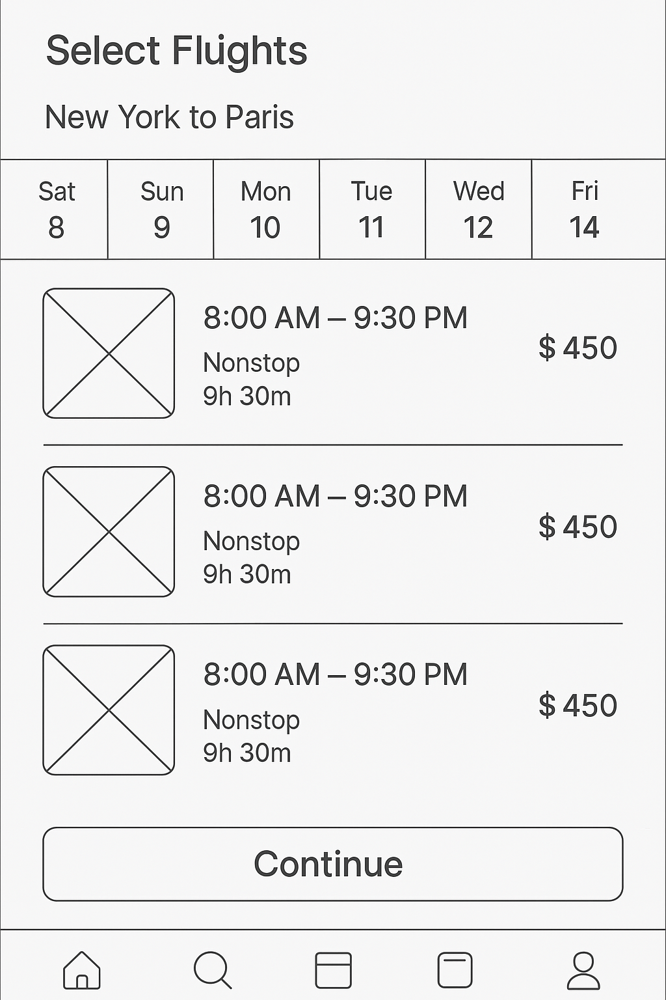 Select Flughts
New York to Paris
Sat Sun Mon Tue Wed Fri
8 9 10 11 12 14
8:00 AM – 9:30 PM
$ 450
Nonstop
9h 30m
8:00 AM – 9:30 PM
$ 450
Nonstop
9h 30m
8:00 AM – 9:30 PM
$ 450
Nonstop
9h 30m
Continue